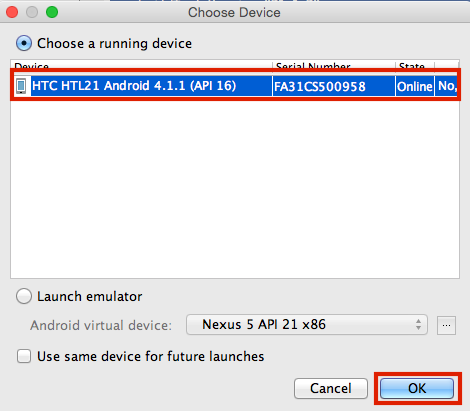 Choose Device
Choose a running device
Device Serial Number State
HTC HTL21 Android 4.1.1 (API 16) FA31CS500958 Online No,
Launch emulator
Android virtual device: Nexus 5 API 21 x86 ...
Use same device for future launches
Cancel OK